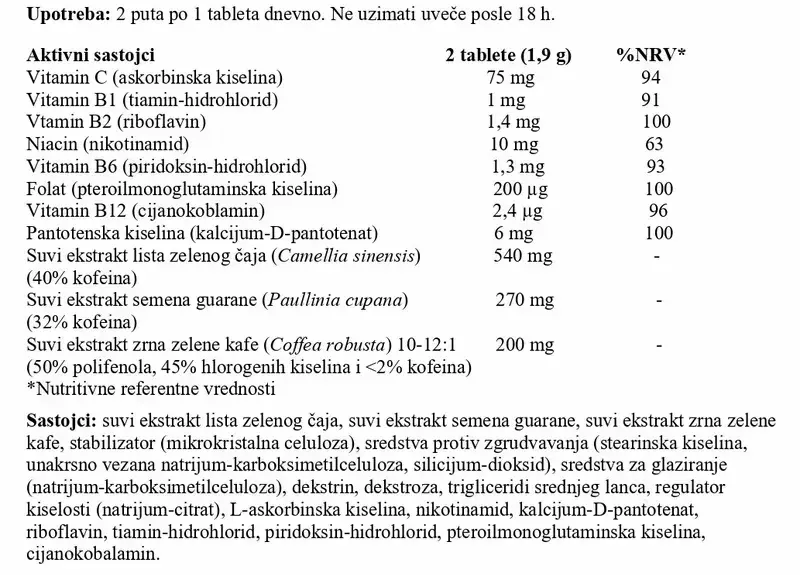 Upotreba: 2 puta po 1 tableta dnevno. Ne uzimati uveče posle 18 h.
Aktivni sastojci 2 tablete (1,9 g) %NRV*
Vitamin C (askorbinska kiselina) 75 mg 94
Vitamin B1 (tiamin-hidrohlorid) 1 mg 91
Vtamin B2 (riboflavin) 1,4 mg 100
Niacin (nikotinamid) 10 mg 63
Vitamin B6 (piridoksin-hidrohlorid) 1,3 mg 93
Folat (pteroilmonoglutaminska kiselina) 200 µg 100
Vitamin B12 (cijanokoblamin) 2,4 µg 96
Pantotenska kiselina (kalcijum-D-pantotenat) 6 mg 100
Suvi ekstrakt lista zelenog čaja (Camellia sinensis) 540 mg -
(40% kofeina)
Suvi ekstrakt semena guarane (Paullinia cupana) 270 mg -
(32% kofeina)
Suvi ekstrakt zrna zelene kafe (Coffea robusta) 10-12:1 200 mg -
(50% polifenola, 45% hlorogenih kiselina i <2% kofeina)
*Nutritivne referentne vrednosti
Sastojci: suvi ekstrakt lista zelenog čaja, suvi ekstrakt semena guarane, suvi ekstrakt zrna zelene
kafe, stabilizator (mikrokristalna celuloza), sredstva protiv zgrudvavanja (stearinska kiselina,
unakrsno vezana natrijum-karboksimetilceluloza, silicijum-dioksid), sredstva za glaziranje
(natrijum-karboksimetilceluloza), dekstrin, dekstroza, trigliceridi srednjeg lanca, regulator
kiselosti (natrijum-citrat), L-askorbinska kiselina, nikotinamid, kalcijum-D-pantotenat,
riboflavin, tiamin-hidrohlorid, piridoksin-hidrohlorid, pteroilmonoglutaminska kiselina,
cijanokobalamin.